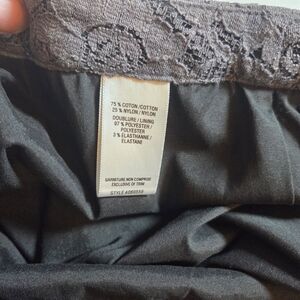 75 % COTON /COTTON
25 % NYLON / NYLON
DOUBLURE / LINING
97 % POLYESTER /
POLYESTER
3 % ELASTHANNE /
ELASTANE
GARNITURE NON COMPRISE
EXCLUSIVE OF TRIM
STYLE